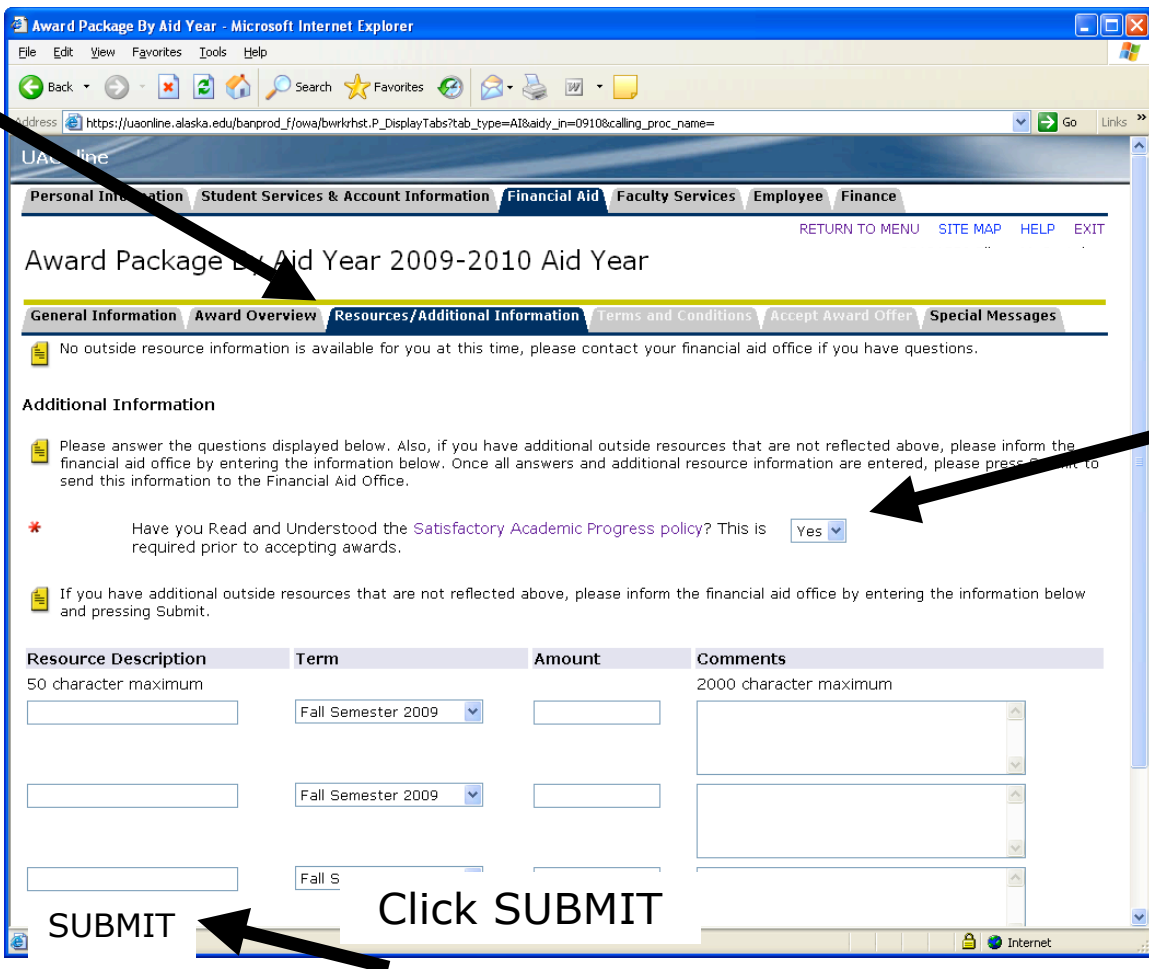 Award Package By Aid Year - Microsoft Internet Explorer
File Edit View Favorites Tools Help
Back Search Favorites
Address https://uaonline.alaska.edu/banprod_f/owa/bwrkrhst.P_DisplayTabs?tab_type=AI&aidy_in=0910&calling_proc_name= Go Links »
Personal Information Student Services & Account Information Financial Aid Faculty Services Employee Finance
RETURN TO MENU SITE MAP HELP EXIT
Award Package By Aid Year 2009-2010 Aid Year
General Information Award Overview Resources/Additional Information Terms and Conditions Accept Award Offer Special Messages
No outside resource information is available for you at this time, please contact your financial aid office if you have questions.
Additional Information
Please answer the questions displayed below. Also, if you have additional outside resources that are not reflected above, please inform the
financial aid office by entering the information below. Once all answers and additional resource information are entered, please press Submit to
send this information to the Financial Aid Office.
* Have you Read and Understood the Satisfactory Academic Progress policy? This is Yes
required prior to accepting awards.
If you have additional outside resources that are not reflected above, please inform the financial aid office by entering the information below
and pressing Submit.
Resource Description Term Amount Comments
50 character maximum 2000 character maximum
Fall Semester 2009
Fall Semester 2009
Fall S
Click SUBMIT
SUBMIT
Internet